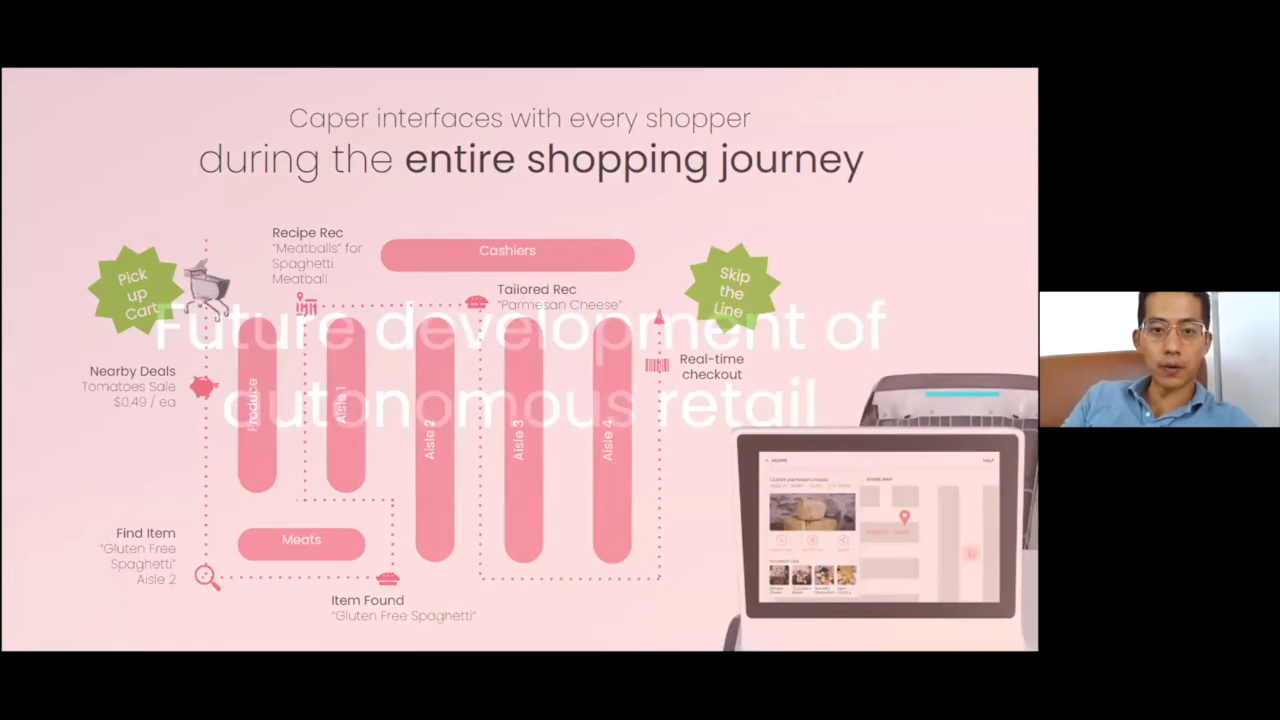 Caper interfaces with every shopper
during the entire shopping journey
Pick
up
Cart
Recipe Rec
"Meatballs" for
Spaghetti
Meatball
Cashiers
Tailored Rec
"Parmesan Cheese"
Skip
the
Line
Future development of
autonomous retail
Nearby Deals
Tomatoes Sale
$0.49 / ea
Real-time
checkout
Produce
Aisle 1
Aisle 2
Aisle 3
Aisle 4
Find Item
"Gluten Free
Spaghetti"
Aisle 2
Meats
Item Found
"Gluten Free Spaghetti"
HELP
STORE MAP